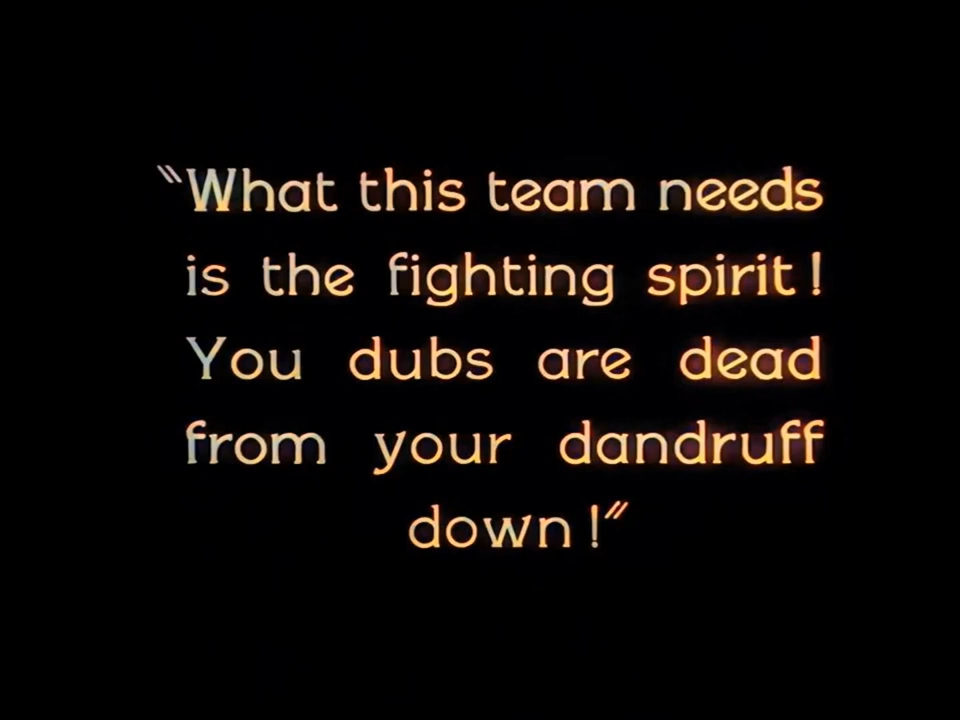 “What this team needs
is the fighting spirit!
You dubs are dead
from your dandruff
down!”